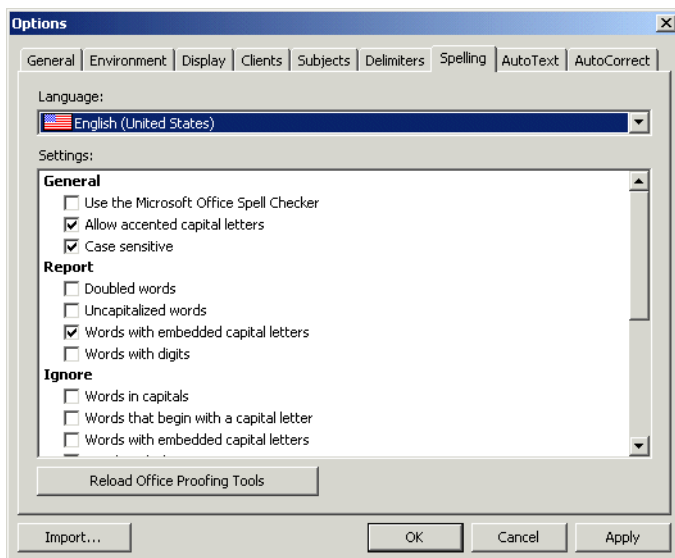 Options
General Environment Display Clients Subjects Delimiters Spelling AutoText AutoCorrect
Language:
English (United States)
Settings:
General
Use the Microsoft Office Spell Checker
Allow accented capital letters
Case sensitive
Report
Doubled words
Uncapitalized words
Words with embedded capital letters
Words with digits
Ignore
Words in capitals
Words that begin with a capital letter
Words with embedded capital letters
Reload Office Proofing Tools
Import... OK Cancel Apply